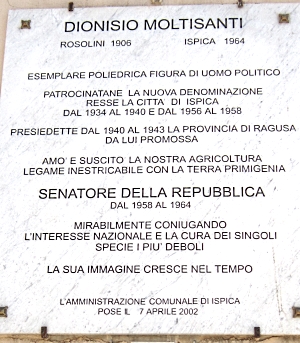 DIONISIO MOLTISANTI
ROSOLINI 1906 ISPICA 1964
ESEMPLARE POLIEDRICA FIGURA DI UOMO POLITICO
PATROCINATANE LA NUOVA DENOMINAZIONE
RESSE LA CITTA' DI ISPICA
DAL 1934 AL 1940 E DAL 1956 AL 1958
PRESIEDETTE DAL 1940 AL 1943 LA PROVINCIA DI RAGUSA
DA LUI PROMOSSA
AMO' E SUSCITO LA NOSTRA AGRICOLTURA
LEGAME INESTRICABILE CON LA TERRA PRIMIGENIA
SENATORE DELLA REPUBBLICA
DAL 1958 AL 1964
MIRABILMENTE CONIUGANDO
L'INTERESSE NAZIONALE E LA CURA DEI SINGOLI
SPECIE I PIU' DEBOLI
LA SUA IMMAGINE CRESCE NEL TEMPO
L'AMMINISTRAZIONE COMUNALE DI ISPICA
POSE IL 7 APRILE 2002